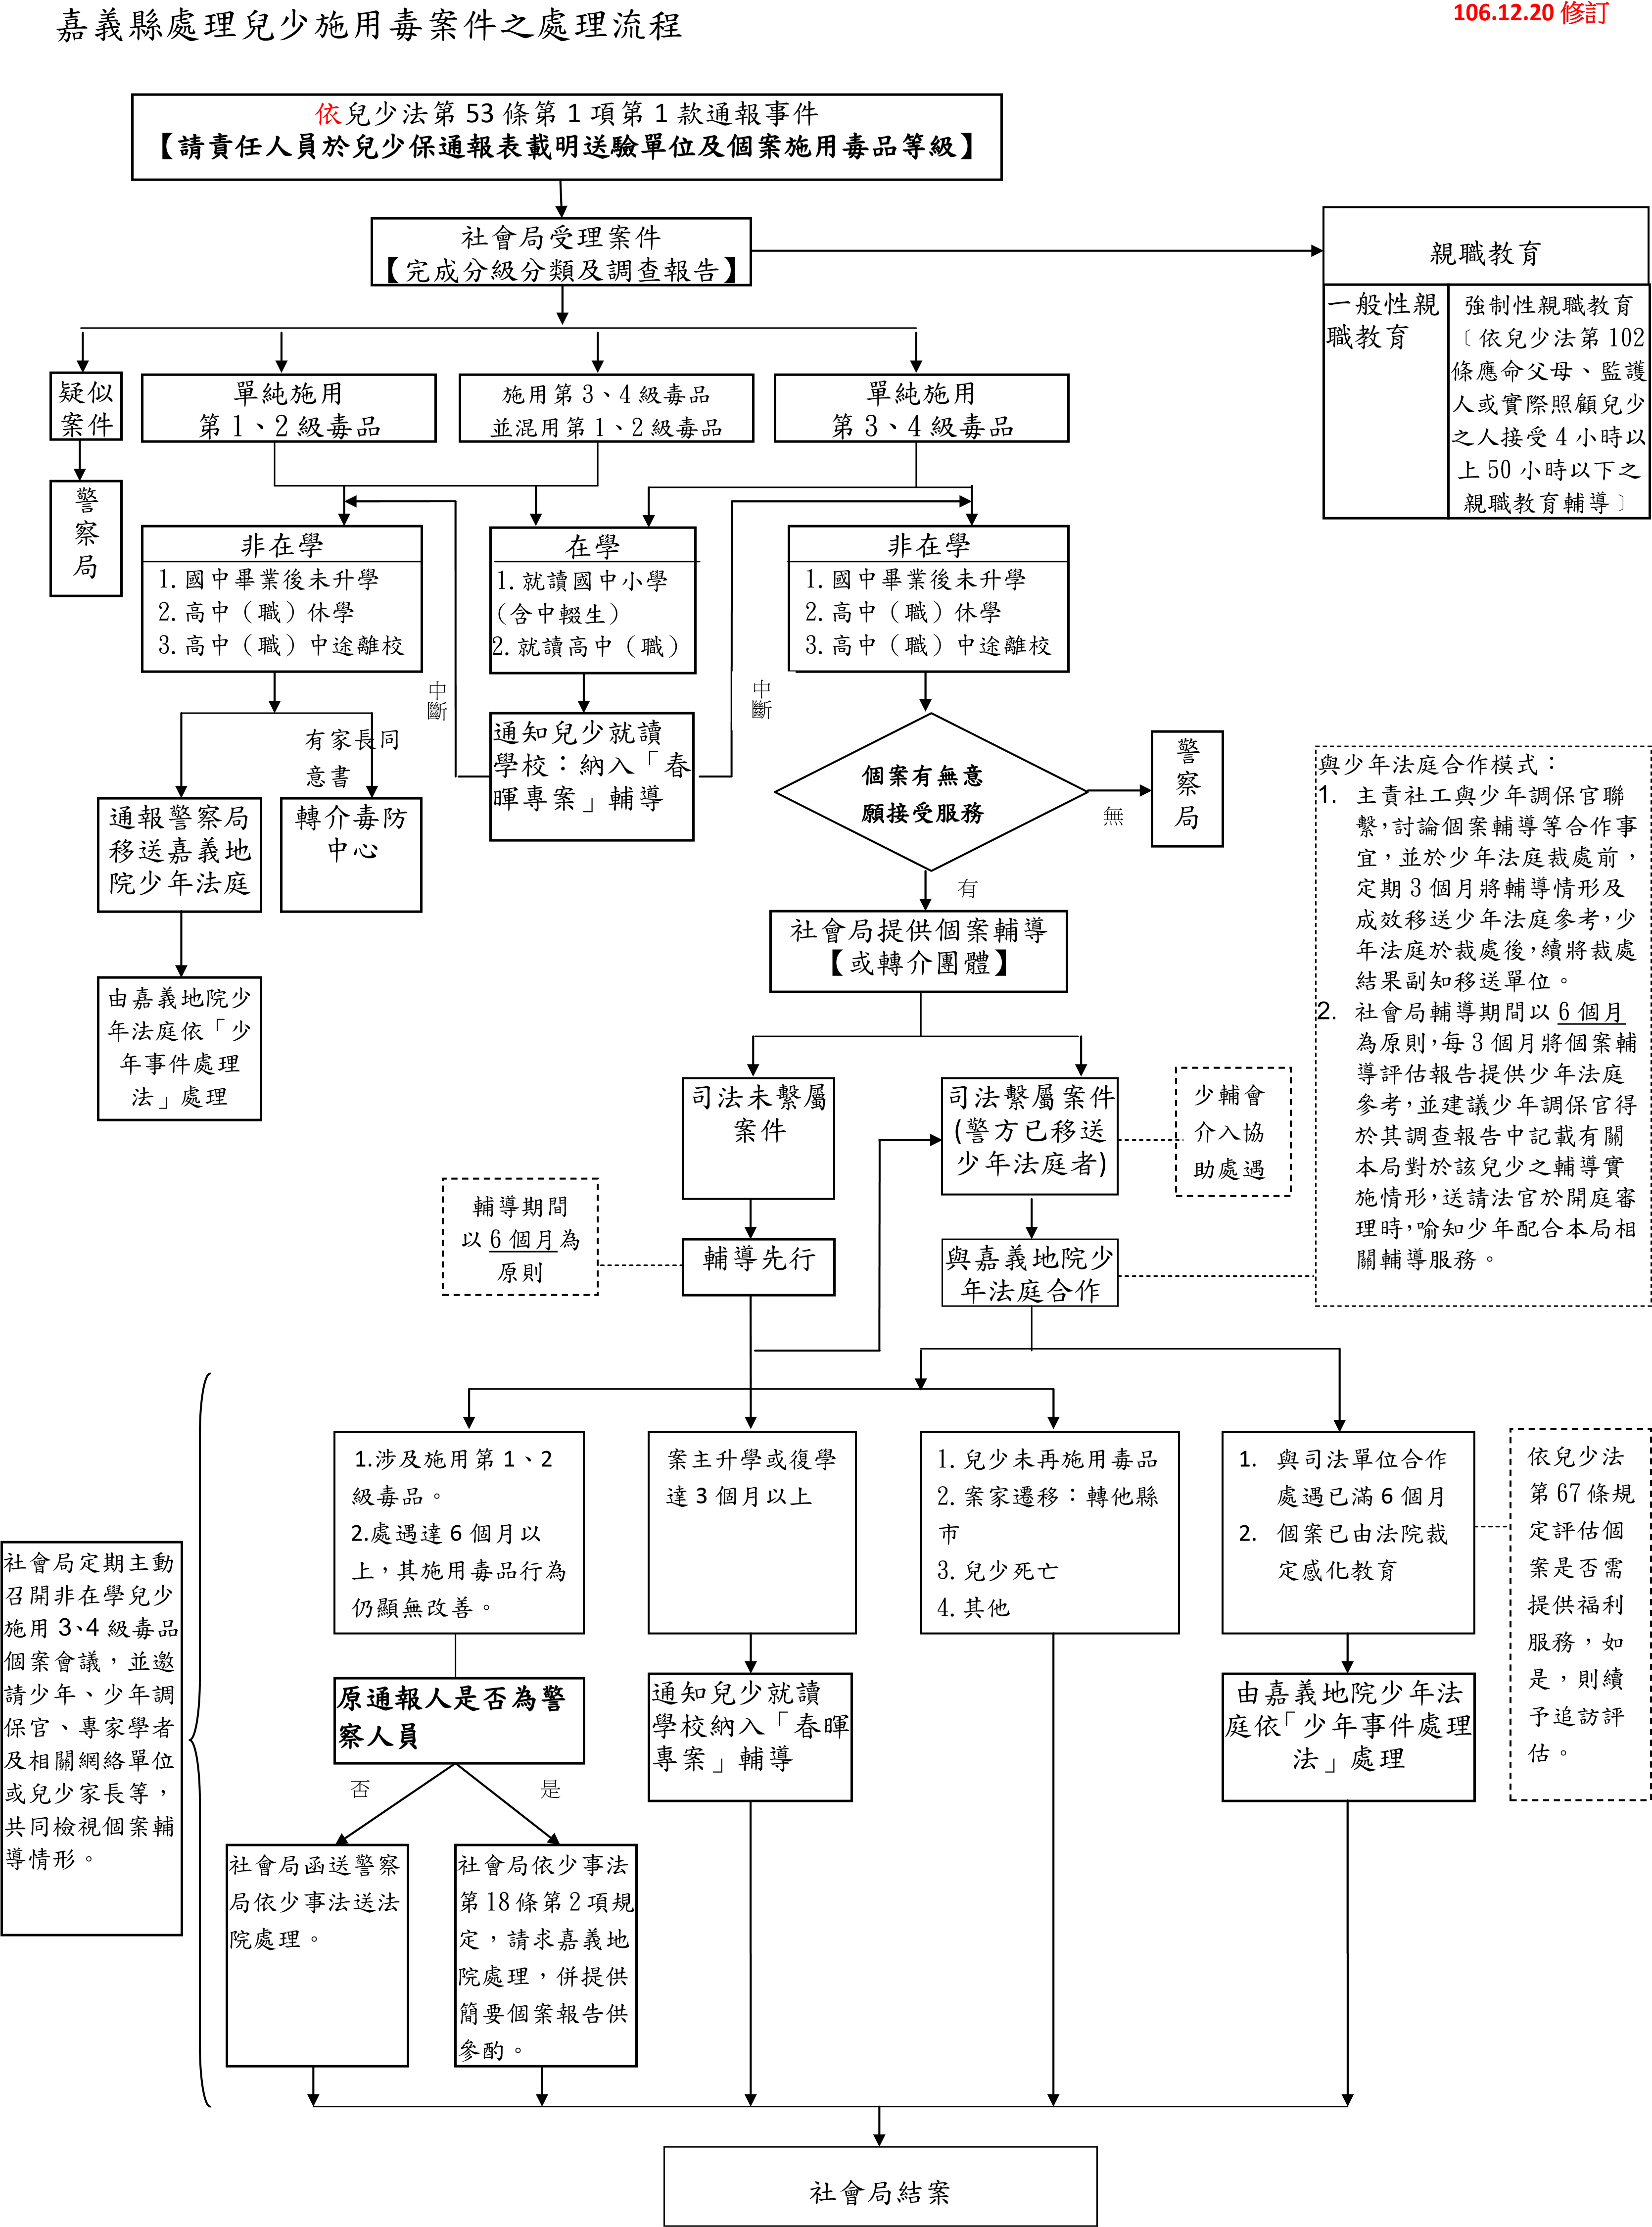 嘉義縣處理兒少施用毒案件之處理流程
106.12.20 修訂
依兒少法第 53 條第 1 項第 1 款通報事件
【請責任人員於兒少保通報表載明送驗單位及個案施用毒品等級】
社會局受理案件
【完成分級分類及調查報告】
親職教育
一般性親
職教育
強制性親職教育
〔依兒少法第 102
條應命父母、監護
人或實際照顧兒少
之人接受 4 小時以
上 50 小時以下之
親職教育輔導〕
疑似
案件
單純施用
第 1、2 級毒品
施用第 3、4 級毒品
並混用第 1、2 級毒品
單純施用
第 3、4 級毒品
警
察
局
非在學
1. 國中畢業後未升學
2. 高中（職）休學
3. 高中（職）中途離校
在學
1. 就讀國中小學
(含中輟生)
2. 就讀高中（職）
非在學
1. 國中畢業後未升學
2. 高中（職）休學
3. 高中（職）中途離校
中
斷
中
斷
有家長同
意書
通知兒少就讀
學校：納入「春
暉專案」輔導
個案有無意
願接受服務
無
警
察
局
有
通報警察局
移送嘉義地
院少年法庭
轉介毒防
中心
由嘉義地院少
年法庭依「少
年事件處理
法」處理
社會局提供個案輔導
【或轉介團體】
與少年法庭合作模式：
1. 主責社工與少年調保官聯
繫，討論個案輔導等合作事
宜，並於少年法庭裁處前，
定期 3 個月將輔導情形及
成效移送少年法庭參考，少
年法庭於裁處後，續將裁處
結果副知移送單位。
2. 社會局輔導期間以 6 個月
為原則，每 3 個月將個案輔
導評估報告提供少年法庭
參考，並建議少年調保官得
於其調查報告中記載有關
本局對於該兒少之輔導實
施情形，送請法官於開庭審
理時，喻知少年配合本局相
關輔導服務。
司法未繫屬
案件
司法繫屬案件
(警方已移送
少年法庭者)
少輔會
介入協
助處遇
輔導期間
以 6 個月為
原則
輔導先行
與嘉義地院少
年法庭合作
社會局定期主動
召開非在學兒少
施用 3、4 級毒品
個案會議，並邀
請少年、少年調
保官、專家學者
及相關網絡單位
或兒少家長等，
共同檢視個案輔
導情形。
1.涉及施用第 1、2
級毒品。
2.處遇達 6 個月以
上，其施用毒品行為
仍顯無改善。
案主升學或復學
達 3 個月以上
1. 兒少未再施用毒品
2. 案家遷移：轉他縣
市
3. 兒少死亡
4. 其他
1. 與司法單位合作
處遇已滿 6 個月
2. 個案已由法院裁
定感化教育
依兒少法
第 67 條規
定評估個
案是否需
提供福利
服務，如
是，則續
予追訪評
估。
原通報人是否為警
察人員
否
是
通知兒少就讀
學校納入「春暉
專案」輔導
由嘉義地院少年法
庭依「少年事件處理
法」處理
社會局函送警察
局依少事法送法
院處理。
社會局依少事法
第 18 條第 2 項規
定，請求嘉義地
院處理，併提供
簡要個案報告供
參酌。
社會局結案